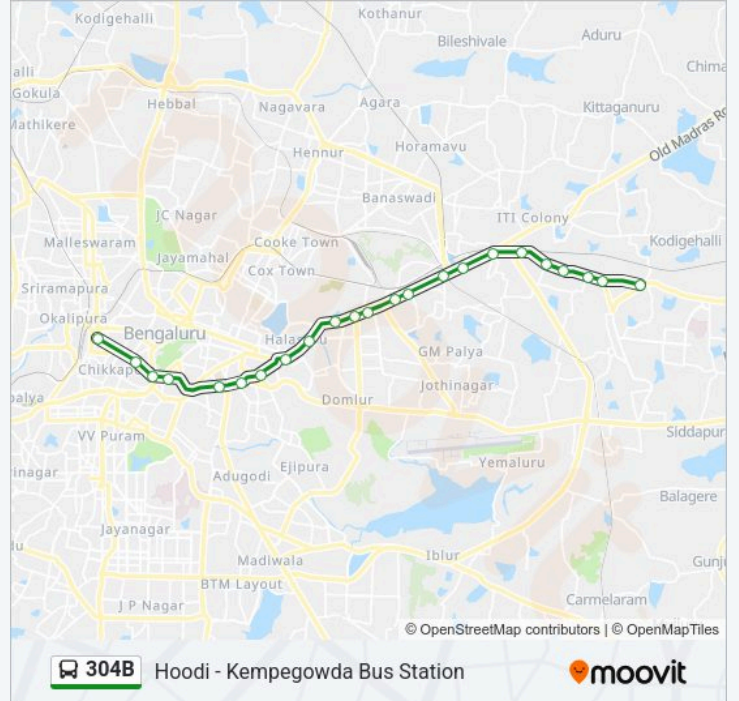 Kothanur
Kodigehalli
Aduru
Bileshivale
Chima
alli
Gokula
Hebbal
Nagavara
Agara
Kittaganuru
Mathikere
Old Madras Ro
Hennur
Horamavu
Banaswadi
JC Nagar
ITI Colony
Malleswaram
Cooke Town
Kodigehalli
Jayamahal
Cox Town
Sriramapura
Okalipura
Bengaluru
Halasu
GM Palya
Chikkape
Jothinagar
palya
Domlur
VV Puram
Siddapur
Ejipura
Yemaluru
inagar
Adugodi
Balagere
Jayanagar
du
Madiwala
Iblur
Gunj
BTM Layout
Carmelaram
J P Nagar
© OpenStreetMap contributors | © OpenMapTiles
304B Hoodi - Kempegowda Bus Station
moovit